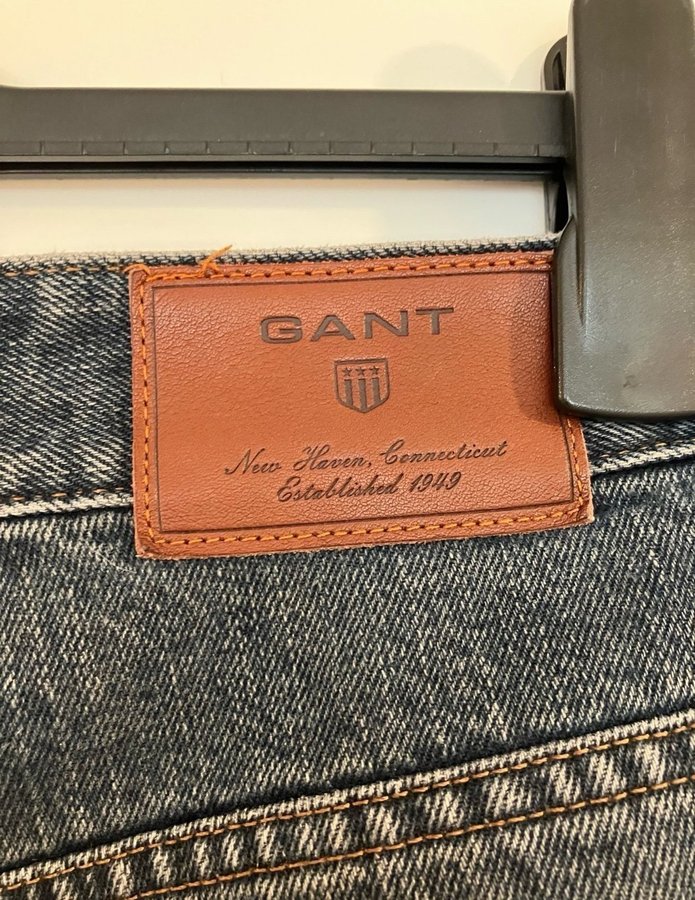 GANT
New Haven, Connecticut
Established 1949